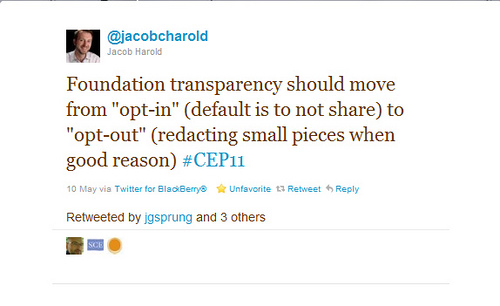 @jacobcharold
Jacob Harold
Foundation transparency should move
from "opt-in" (default is to not share) to
"opt-out" (redacting small pieces when
good reason) #CEP11
10 May via Twitter for BlackBerry® Unfavorite Retweet Reply
Retweeted by jgsprung and 3 others
SCE